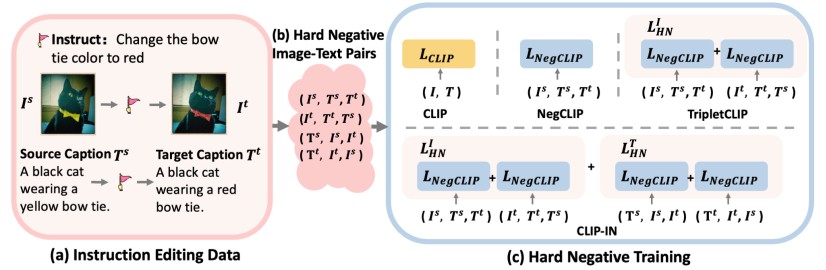 Instruct: Change the bow
tie color to red
I^s
I^t
Source Caption T^s
A black cat
wearing a
yellow bow tie.
Target Caption T^t
A black cat
wearing a red
bow tie.
(a) Instruction Editing Data
(b) Hard Negative
Image-Text Pairs
(I^s, T^s, T^t)
(I^t, T^t, T^s)
(T^s, I^s, I^t)
(T^t, I^t, I^s)
L_CLIP
(I, T)
CLIP
L_NegCLIP
(I^s, T^s, T^t)
NegCLIP
L^I_HN
L_NegCLIP + L_NegCLIP
(I^s, T^s, T^t) (I^t, T^t, T^s)
TripletCLIP
L^I_HN + L^T_HN
L_NegCLIP + L_NegCLIP L_NegCLIP + L_NegCLIP
(I^s, T^s, T^t) (I^t, T^t, T^s) (T^s, I^s, I^t) (T^t, I^t, I^s)
CLIP-IN
(c) Hard Negative Training